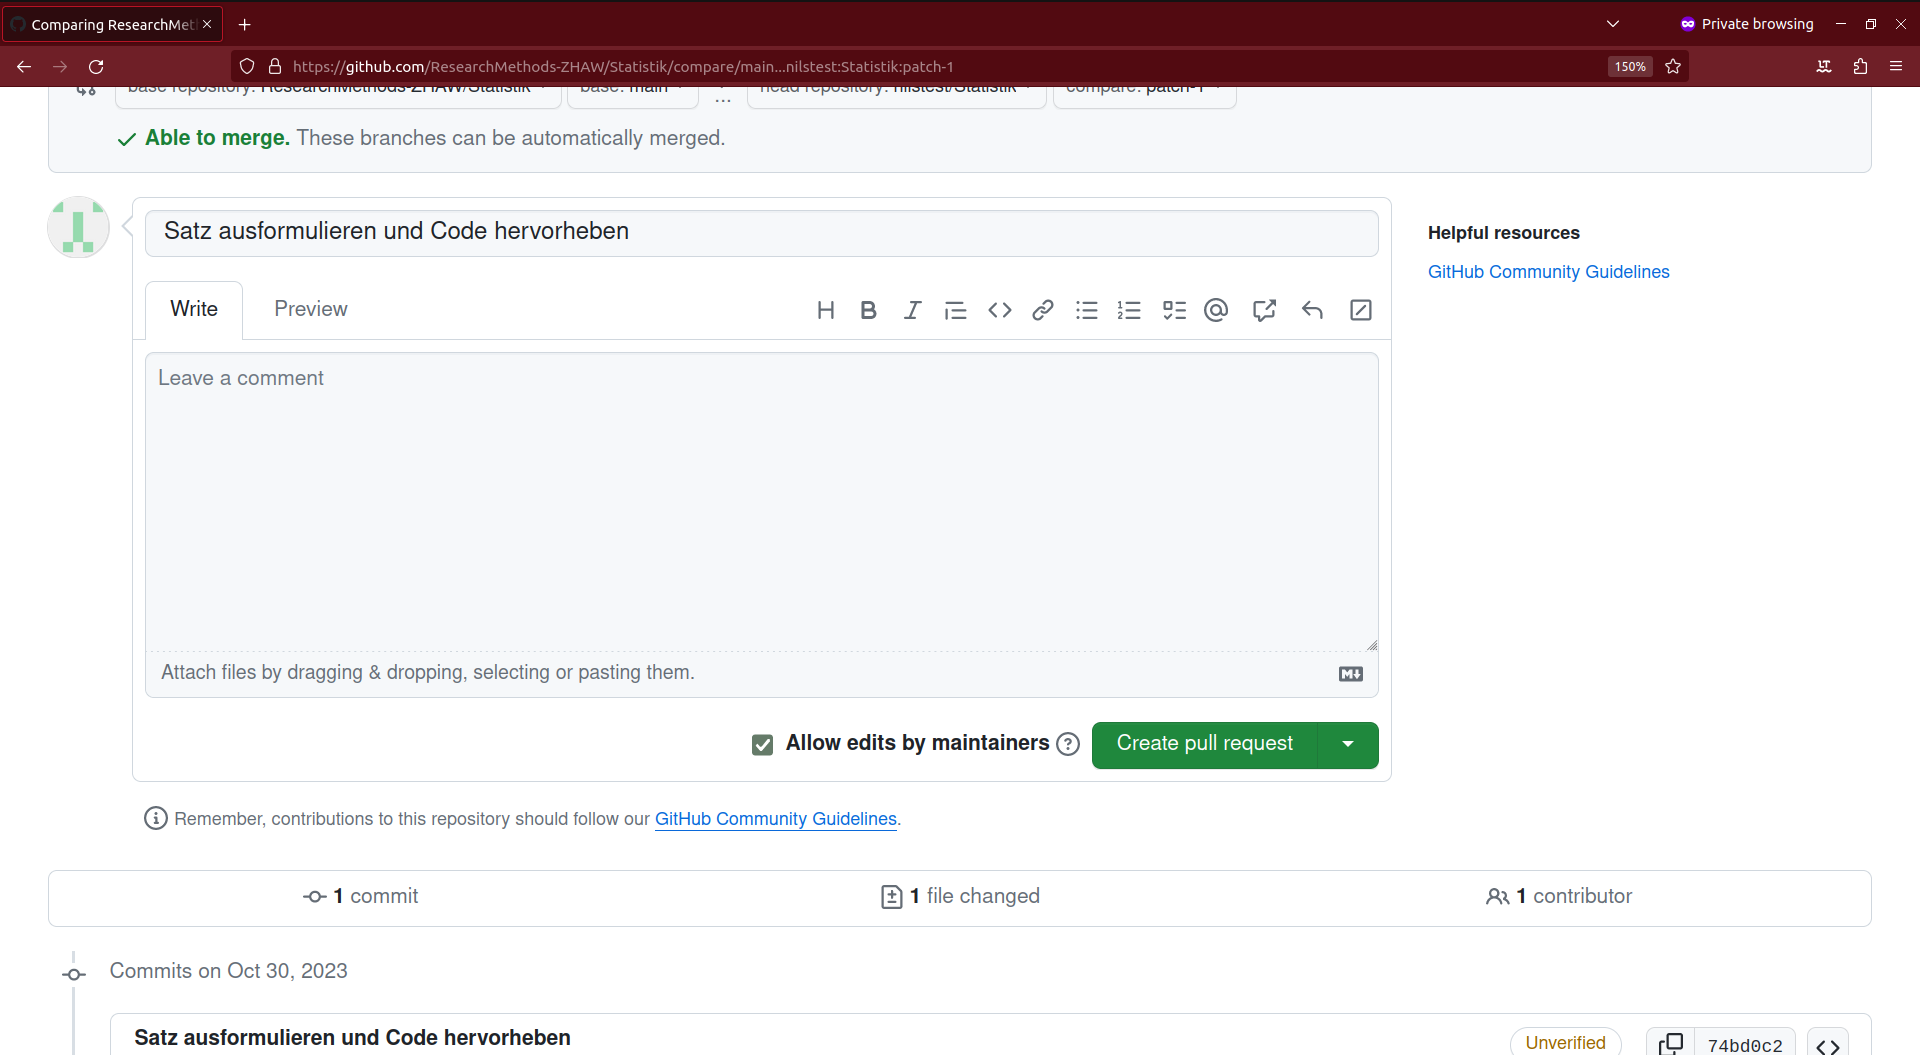 Comparing ResearchMet
Private browsing
https://github.com/ResearchMethods-ZHAW/Statistik/compare/main...nilstest:Statistik:patch-1
150%
base repository: ResearchMethods-ZHAW/Statistik
base: main
...
head repository: nilstest/Statistik
compare: patch-1
Able to merge. These branches can be automatically merged.
Satz ausformulieren und Code hervorheben
Helpful resources
GitHub Community Guidelines
Write
Preview
Leave a comment
Attach files by dragging & dropping, selecting or pasting them.
Allow edits by maintainers
Create pull request
Remember, contributions to this repository should follow our GitHub Community Guidelines.
1 commit
1 file changed
1 contributor
Commits on Oct 30, 2023
Satz ausformulieren und Code hervorheben
Unverified
74bd0c2